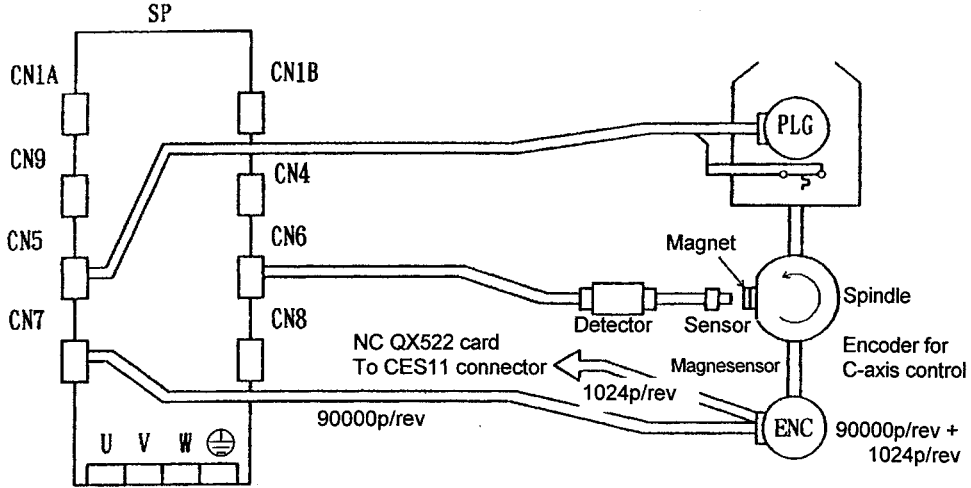 SP
CN1A
CN1B
PLG
CN9
CN4
CN5
CN6
Magnet
Spindle
CN7
CN8
Detector
Sensor
NC QX522 card
To CES11 connector
Magnesensor
Encoder for
C-axis control
1024p/rev
90000p/rev
ENC
90000p/rev +
1024p/rev
U V W